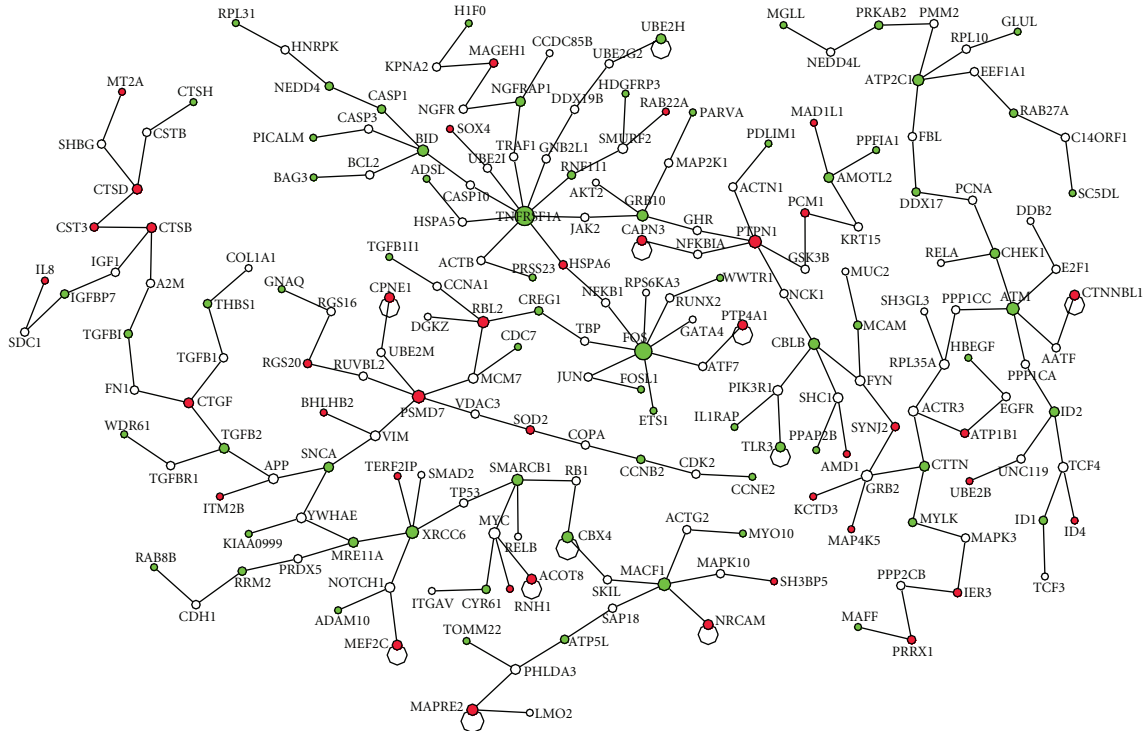 RPL31
H1F0
UBE2H
MGLL
PRKAB2
PMM2
GLUL
CCDC85B
RPL10
HNRPK
MAGEH1
UBE2G2
NEDD4L
KPNA2
EEF1A1
MT2A
CTSH
NEDD4
CASP1
NGFRAP1
HDGFRP3
ATP2C1
NGFR
DDX19B
RAB22A
PARVA
MAD1L1
RAB27A
CASP3
SOX4
CSTB
PICALM
BID
TRAF1
SMURF2
PDLIM1
PPFIA1
FBL
C14ORF1
SHBG
GNB2L1
UBE2I
BCL2
RNF111
MAP2K1
AMOTL2
BAG3
ADSL
CASP10
AKT2
ACTN1
CTSD
GRB10
DDX17
PCNA
SC5DL
PCM1
HSPA5
TNFRSF1A
JAK2
GHR
CAPN3
PTPN1
KRT15
DDB2
CST3
CTSB
NFKBIA
GSK3B
RELA
CHEK1
TGFB1I1
ACTB
HSPA6
IL8
IGF1
COL1A1
PRSS23
MUC2
E2F1
A2M
GNAQ
CCNA1
CPNE1
RPS6KA3
WWTR1
IGFBP7
THBS1
RGS16
RBL2
CREG1
NFKB1
RUNX2
NCK1
SH3GL3
PPP1CC
ATM
CTNNBL1
SDC1
TGFBI
DGKZ
TBP
GATA4
PTP4A1
MCAM
FOS
CBLB
HBEGF
AATF
TGFB1
CDC7
UBE2M
RGS20
RUVBL2
RPL35A
PPP1CA
MCM7
JUN
FOSL1
ATF7
FYN
FN1
CTGF
BHLHB2
PSMD7
VDAC3
PIK3R1
SHC1
EGFR
ACTR3
ID2
SOD2
ETS1
IL1RAP
WDR61
TGFB2
VIM
COPA
SYNJ2
ATP1B1
TLR3
PPAP2B
TGFBR1
APP
SNCA
TERF2IP
SMAD2
SMARCB1
RB1
CCNB2
CDK2
AMD1
CTTN
UNC119
TCF4
CCNE2
GRB2
UBE2B
ITM2B
TP53
KCTD3
YWHAE
MYC
ACTG2
MYLK
ID1
ID4
XRCC6
MYO10
MAP4K5
KIAA0999
RELB
CBX4
MAPK3
MRE11A
RAB8B
PRDX5
MACF1
MAPK10
RRM2
NOTCH1
ACOT8
SKIL
SH3BP5
PPP2CB
TCF3
ITGAV
CYR61
RNH1
IER3
CDH1
ADAM10
SAP18
NRCAM
MAFF
TOMM22
ATP5L
MEF2C
PRRX1
PHLDA3
MAPRE2
LMO2